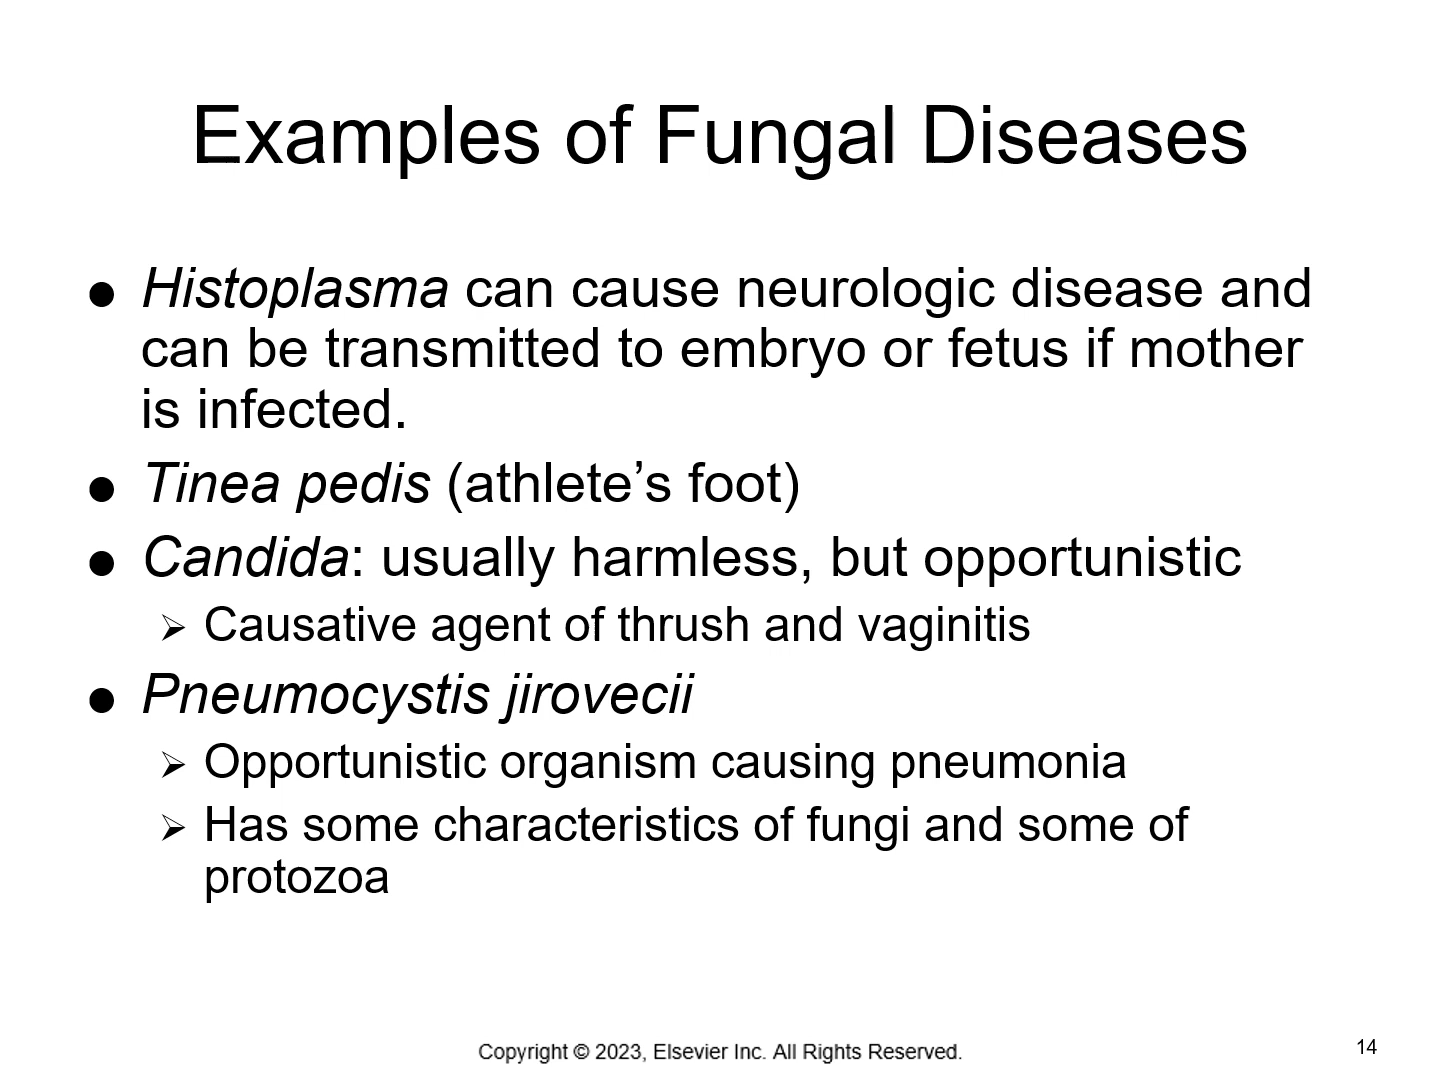 Examples of Fungal Diseases
● Histoplasma can cause neurologic disease and
can be transmitted to embryo or fetus if mother
is infected.
● Tinea pedis (athlete’s foot)
● Candida: usually harmless, but opportunistic
➢ Causative agent of thrush and vaginitis
● Pneumocystis jirovecii
➢ Opportunistic organism causing pneumonia
➢ Has some characteristics of fungi and some of
protozoa
Copyright © 2023, Elsevier Inc. All Rights Reserved.
14